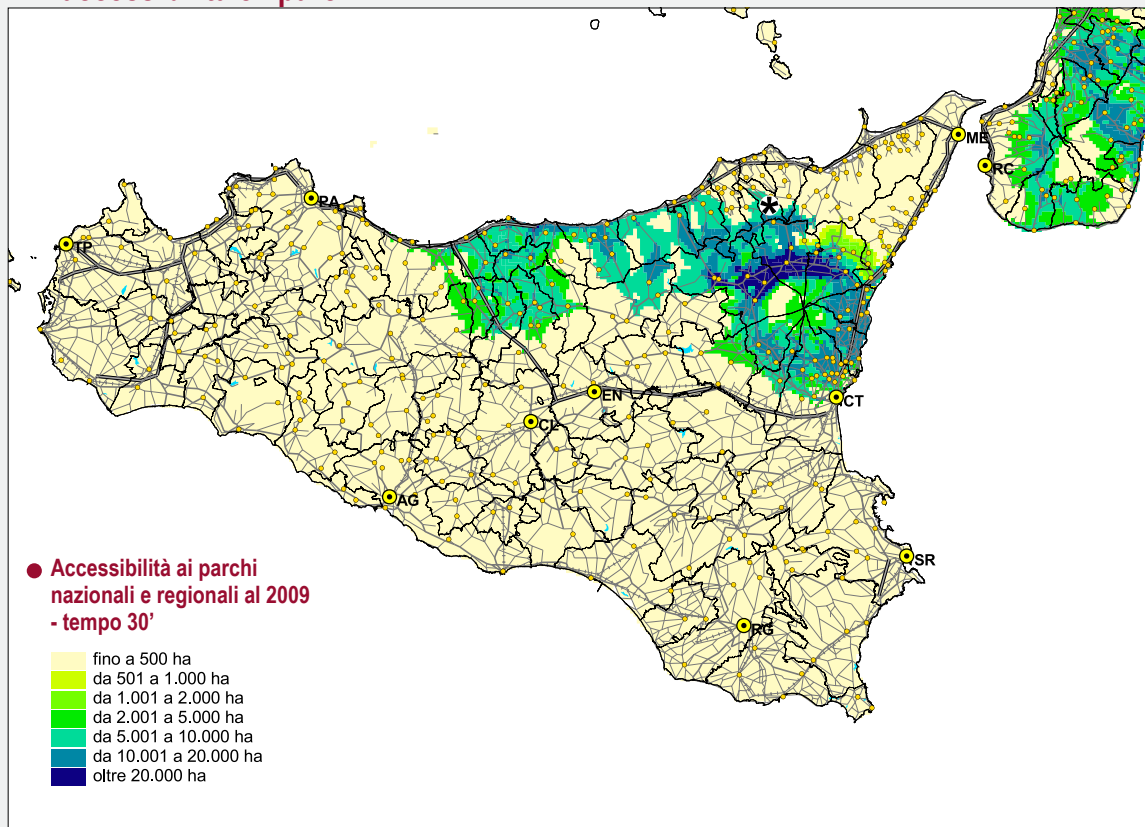 ME
RC
PA
TP
EN
CT
CL
AG
SR
RG
Accessibilità ai parchi
nazionali e regionali al 2009
- tempo 30’
fino a 500 ha
da 501 a 1.000 ha
da 1.001 a 2.000 ha
da 2.001 a 5.000 ha
da 5.001 a 10.000 ha
da 10.001 a 20.000 ha
oltre 20.000 ha